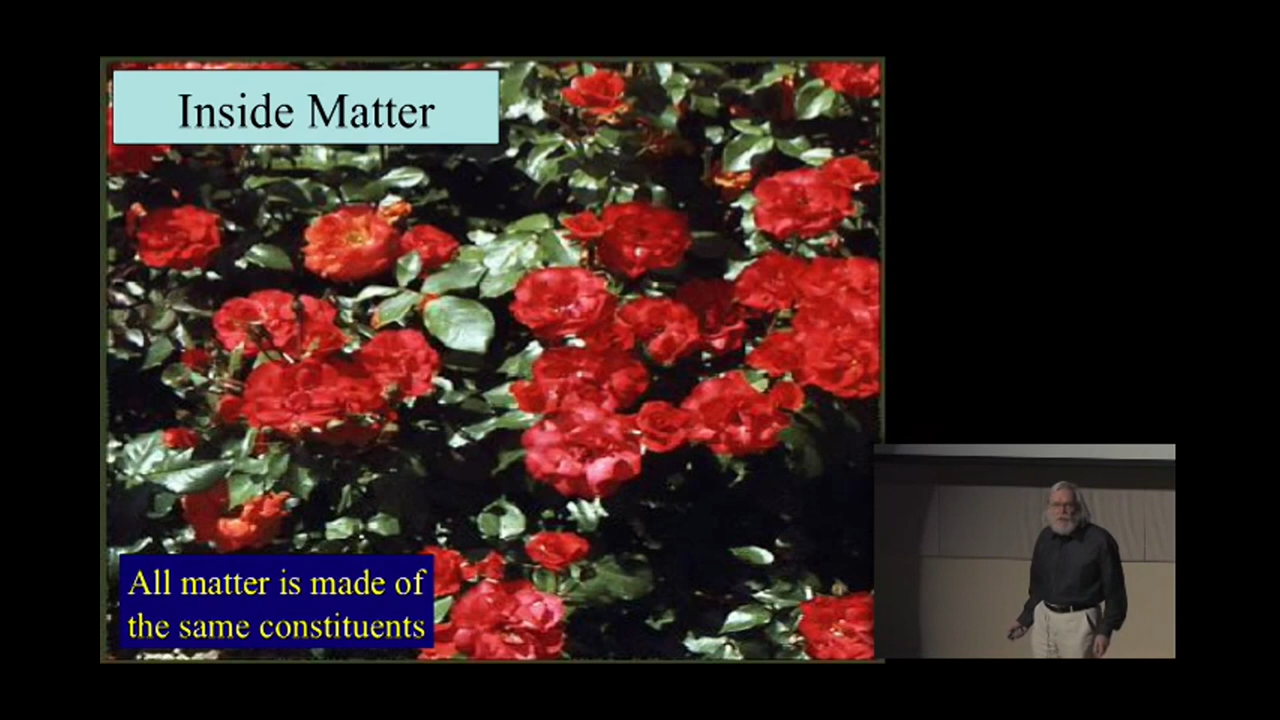 Inside Matter
All matter is made of
the same constituents